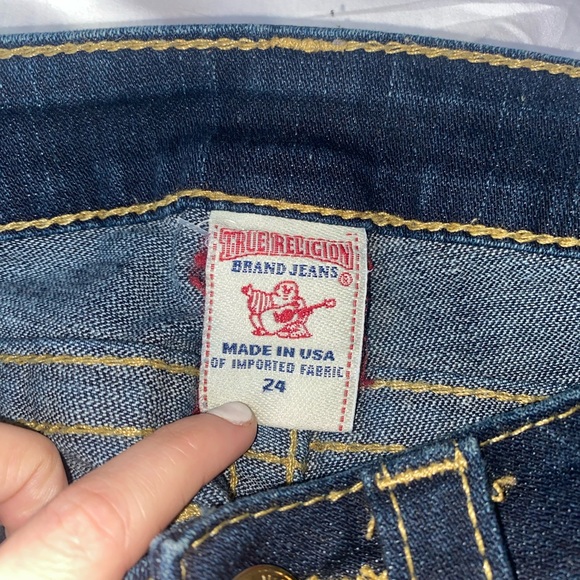 TRUE RELIGION
BRAND JEANS ®
MADE IN USA
OF IMPORTED FABRIC
24